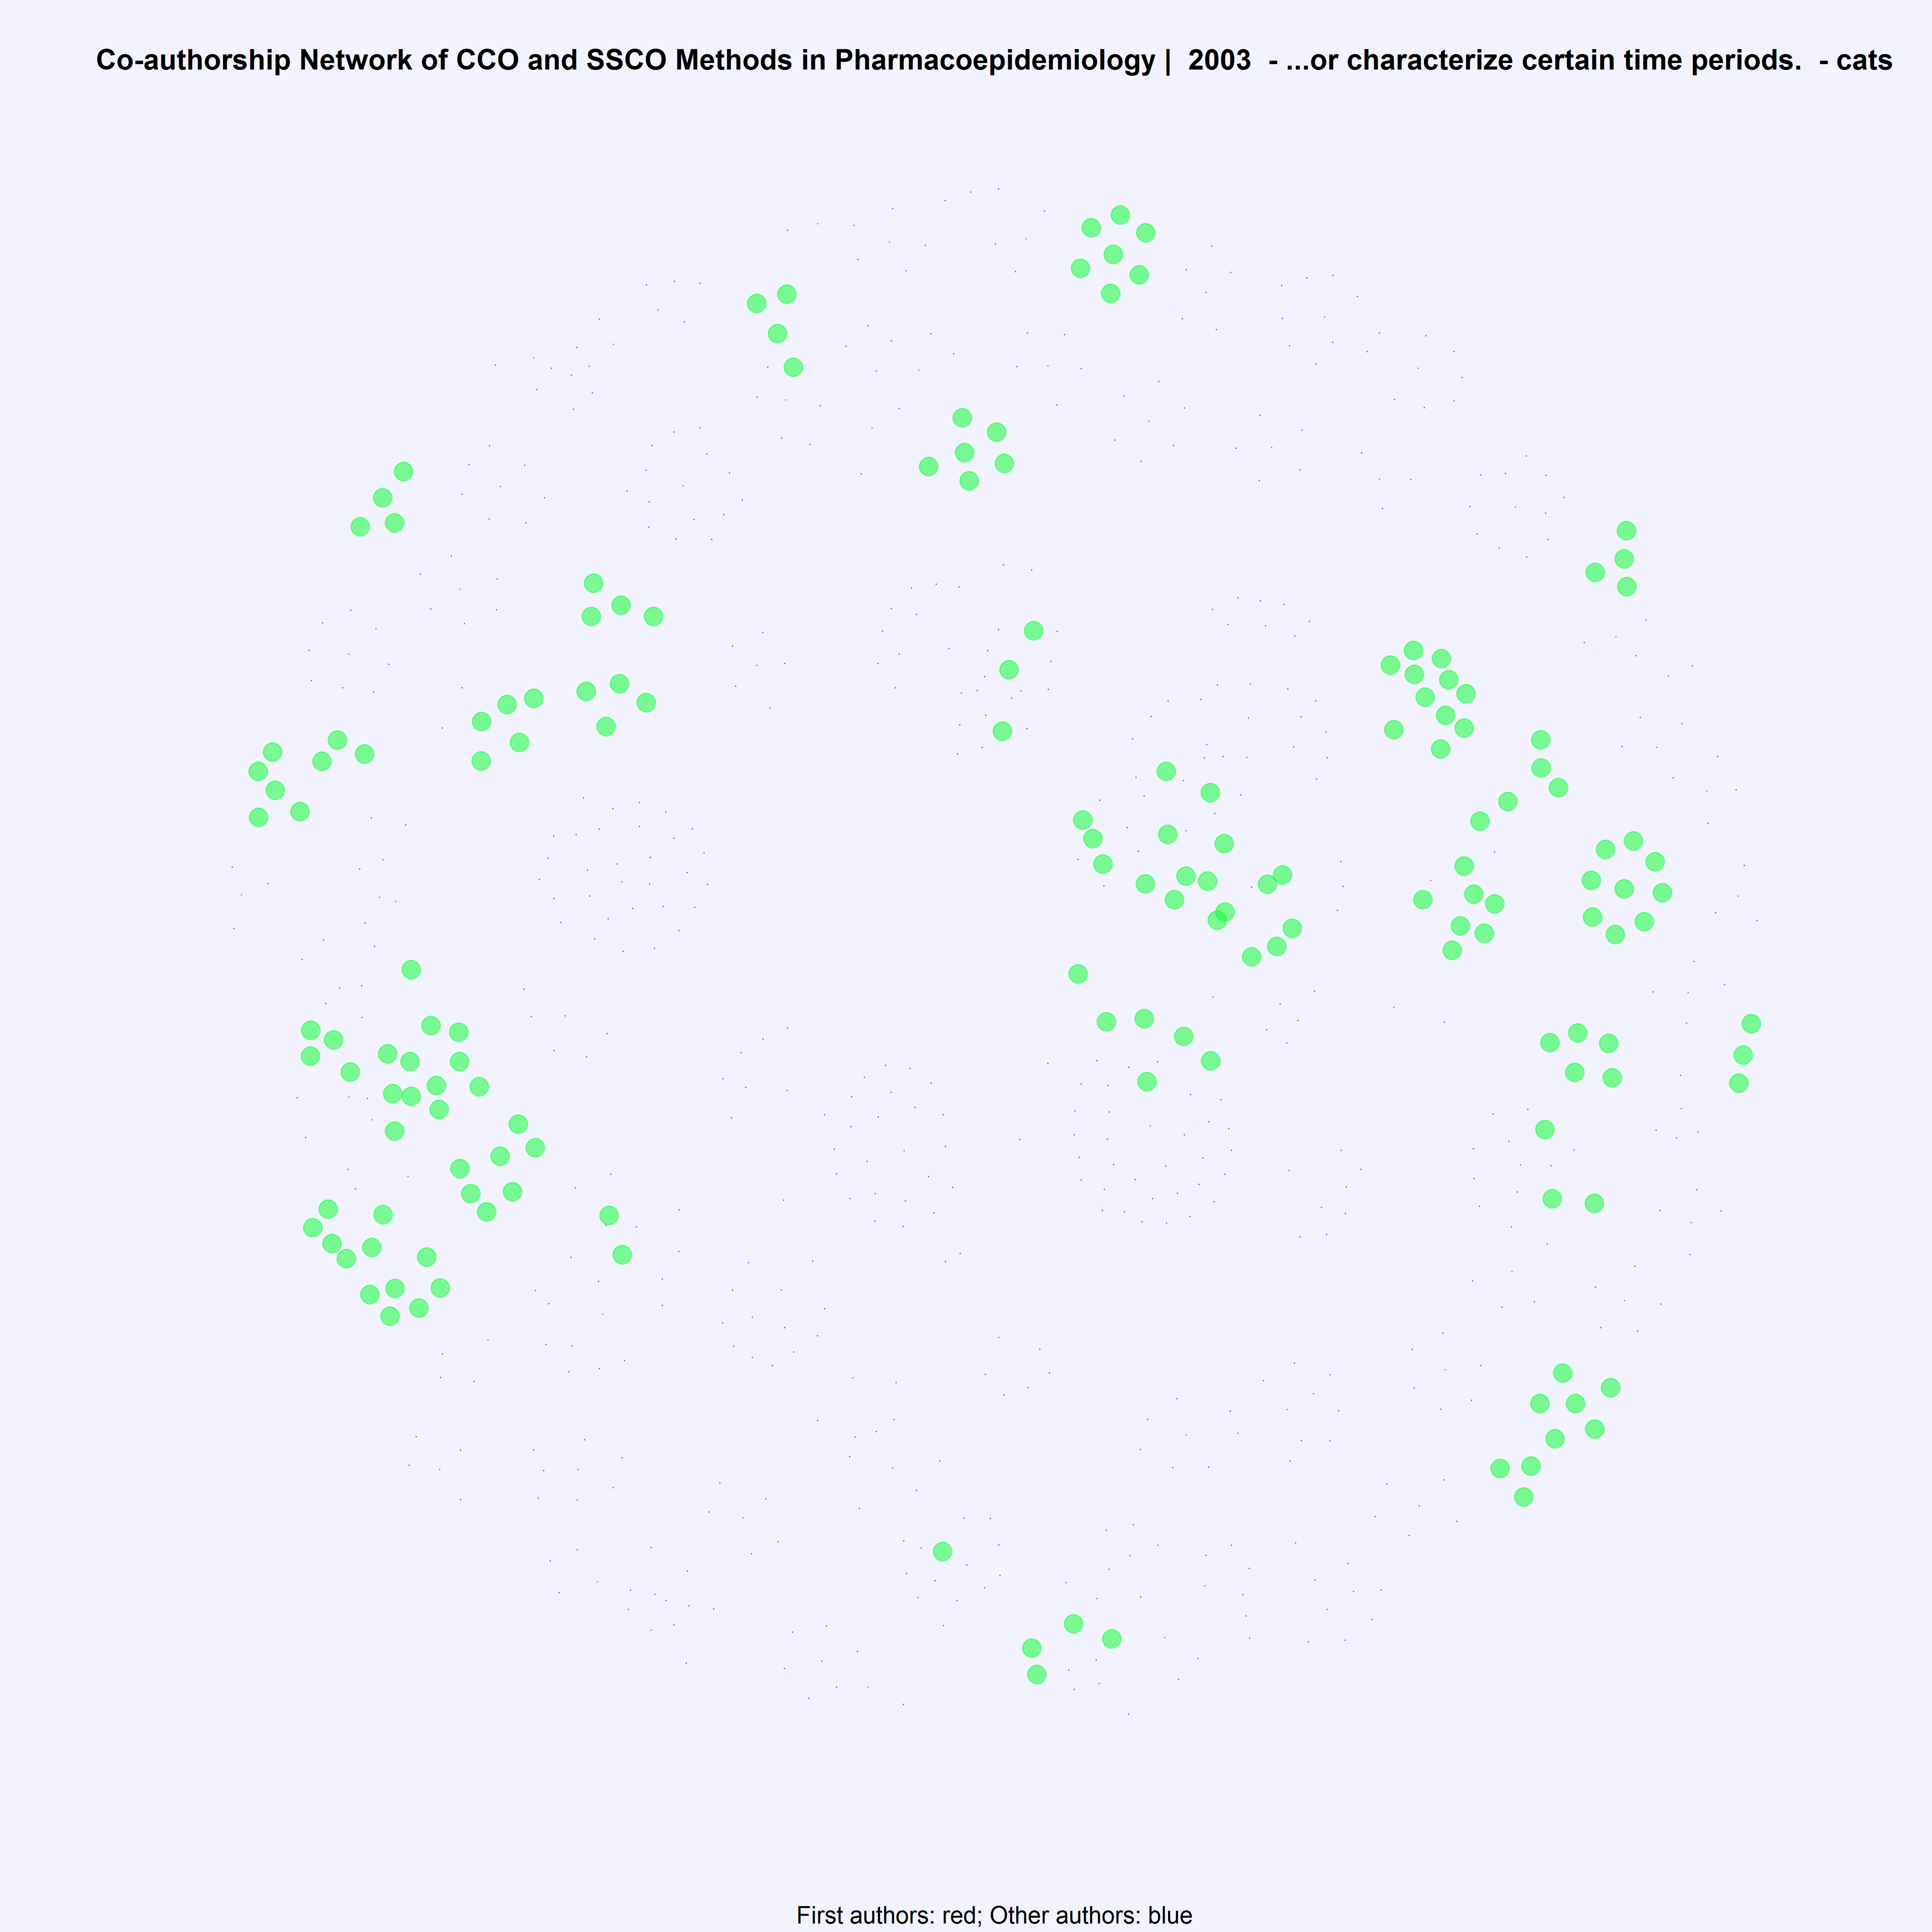 Co-authorship Network of CCO and SSCO Methods in Pharmacoepidemiology | 2003 - ...or characterize certain time periods. - cats
First authors: red; Other authors: blue